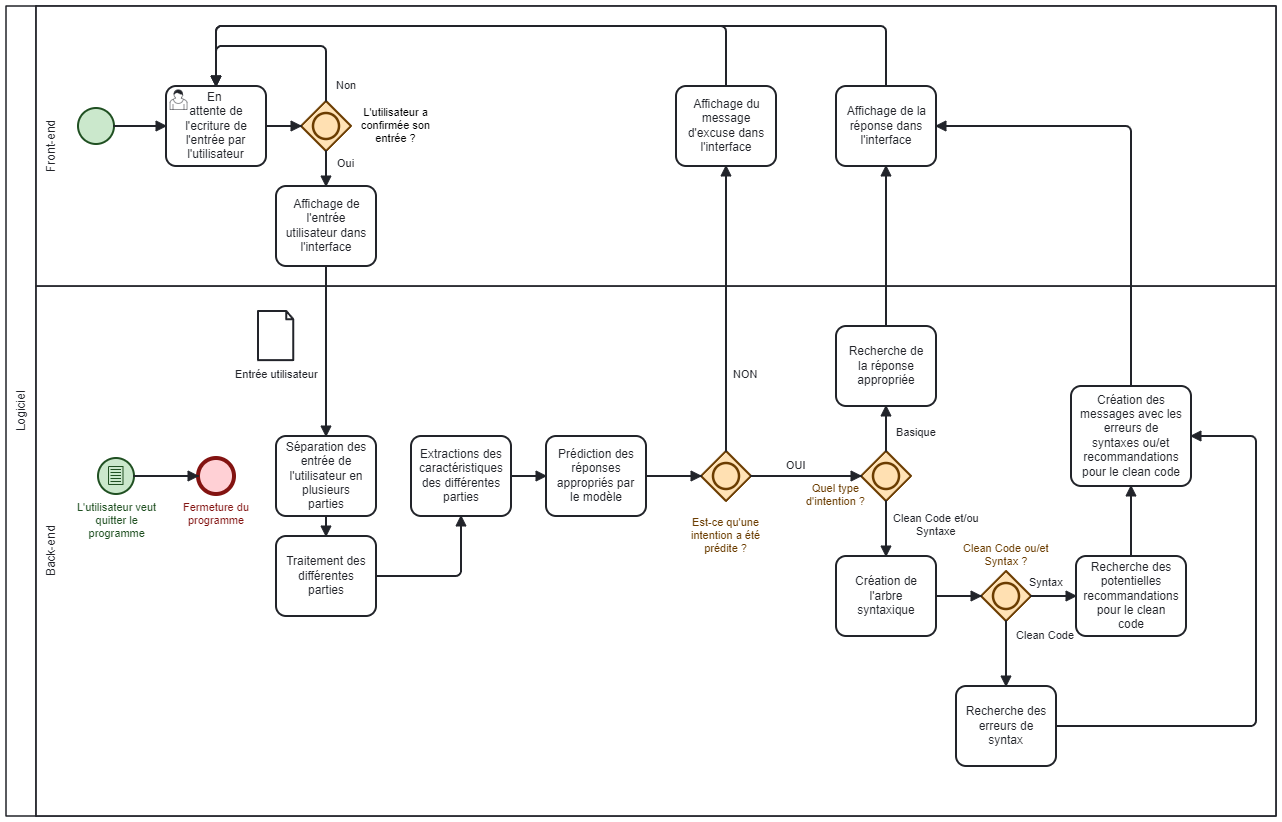 Logiciel
Front-end
En
attente de
l'ecriture de
l'entrée par
l'utilisateur
Non
L'utilisateur a
confirmée son
entrée ?
Oui
Affichage de
l'entrée
utilisateur dans
l'interface
Affichage du
message
d'excuse dans
l'interface
Affichage de la
réponse dans
l'interface
Back-end
Entrée utilisateur
L'utilisateur veut
quitter le
programme
Fermeture du
programme
Séparation des
entrée de
l'utilisateur en
plusieurs
parties
Traitement des
différentes
parties
Extractions des
caractéristiques
des différentes
parties
Prédiction des
réponses
appropriés par
le modèle
NON
Est-ce qu'une
intention a été
prédite ?
OUI
Recherche de
la réponse
appropriée
Basique
Quel type
d'intention ?
Clean Code et/ou
Syntaxe
Création de
l'arbre
syntaxique
Clean Code ou/et
Syntax ?
Syntax
Clean Code
Recherche des
potentielles
recommandations
pour le clean
code
Recherche des
erreurs de
syntax
Création des
messages avec les
erreurs de
syntaxes ou/et
recommandations
pour le clean code